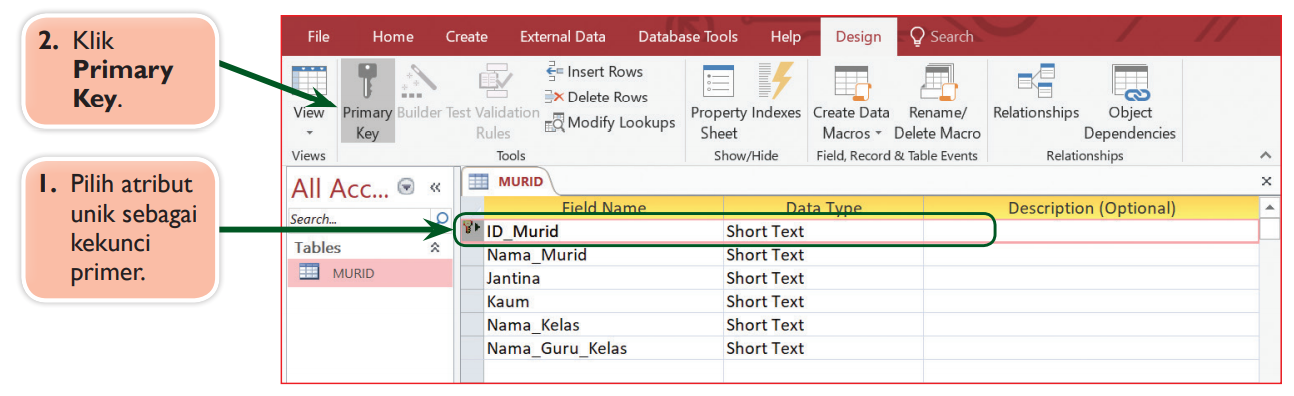 2. Klik
Primary
Key.
1. Pilih atribut
unik sebagai
kekunci
primer.
File Home Create External Data Database Tools Help Design Search
View
Primary
Key
Builder
Test Validation
Rules
Insert Rows
Delete Rows
Modify Lookups
Property
Sheet
Indexes
Create Data
Macros
Rename/
Delete Macro
Relationships
Object
Dependencies
Views Tools Show/Hide Field, Record & Table Events Relationships
All Acc... «
Search...
Tables
MURID
MURID ×
Field Name Data Type Description (Optional)
ID_Murid Short Text
Nama_Murid Short Text
Jantina Short Text
Kaum Short Text
Nama_Kelas Short Text
Nama_Guru_Kelas Short Text